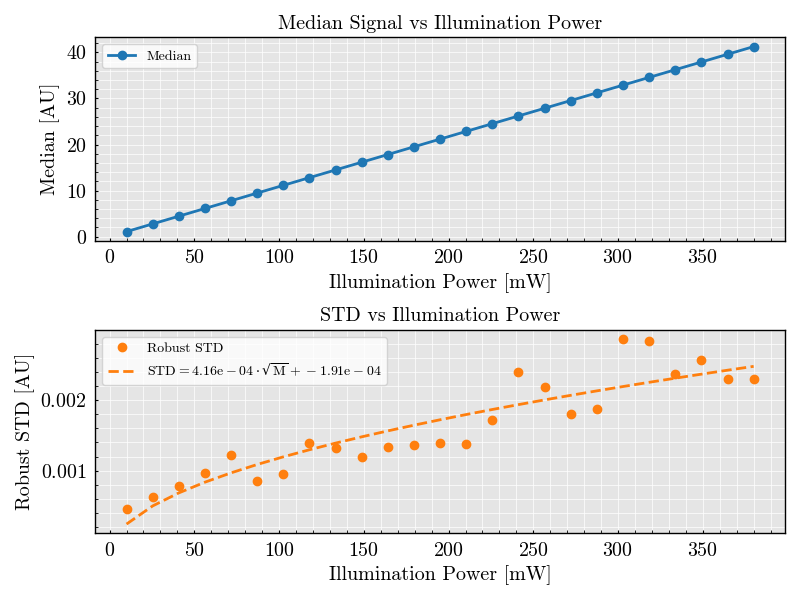 Median Signal vs Illumination Power
Median [AU]
40
30
20
10
0
Median
0 50 100 150 200 250 300 350
Illumination Power [mW]
STD vs Illumination Power
Robust STD [AU]
0.002
0.001
Robust STD
STD = 4.16e − 04 · √M + −1.91e − 04
0 50 100 150 200 250 300 350
Illumination Power [mW]